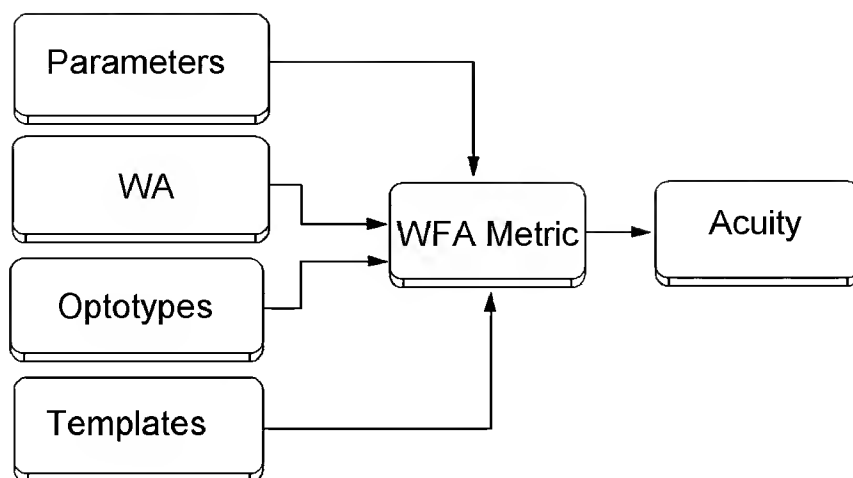 Parameters
WA
Optotypes
Templates
WFA Metric
Acuity